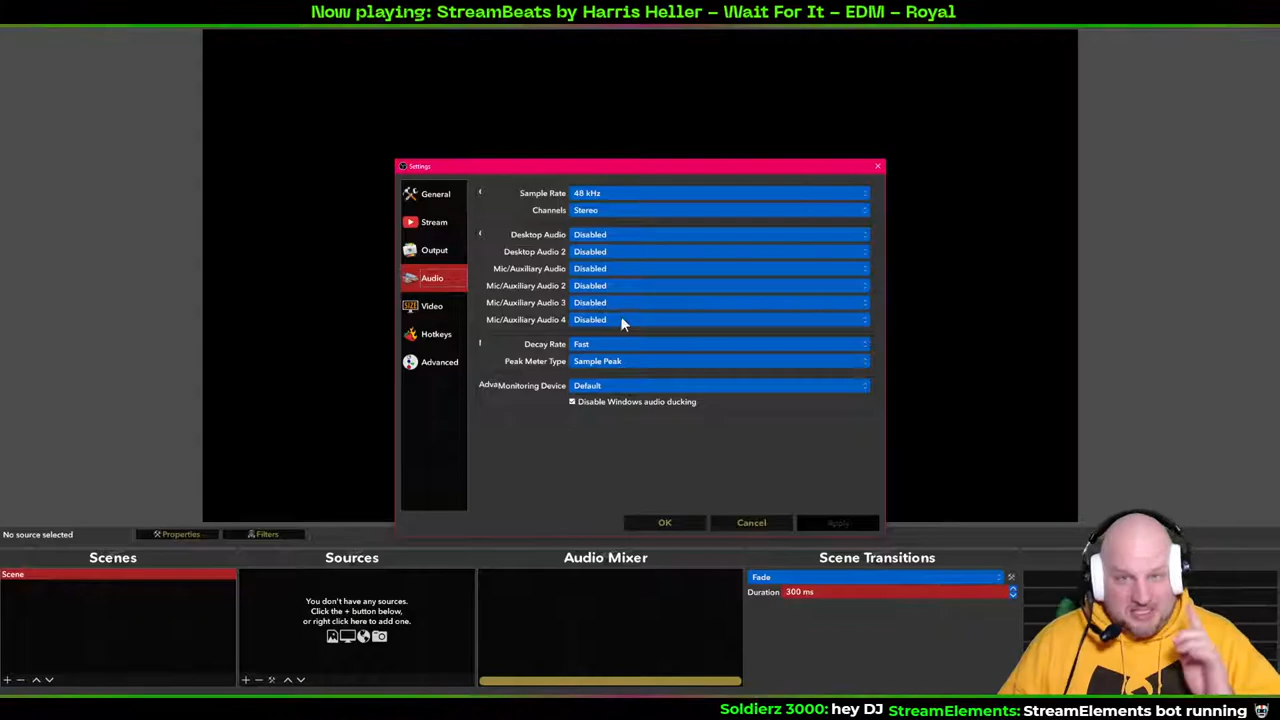 Now playing: StreamBeats by Harris Heller - Wait For It - EDM - Royal
Settings
General
Stream
Output
Audio
Video
Hotkeys
Advanced
Sample Rate 48 kHz
Channels Stereo
Desktop Audio Disabled
Desktop Audio 2 Disabled
Mic/Auxiliary Audio Disabled
Mic/Auxiliary Audio 2 Disabled
Mic/Auxiliary Audio 3 Disabled
Mic/Auxiliary Audio 4 Disabled
Decay Rate Fast
Peak Meter Type Sample Peak
Monitoring Device Default
Disable Windows audio ducking
OK Cancel Apply
No source selected Properties Filters
Scenes Sources Audio Mixer Scene Transitions
Scene
Fade
Duration 300 ms
You don't have any sources.
Click the + button below,
or right click here to add one.
Soldierz 3000: hey DJ StreamElements: StreamElements bot running